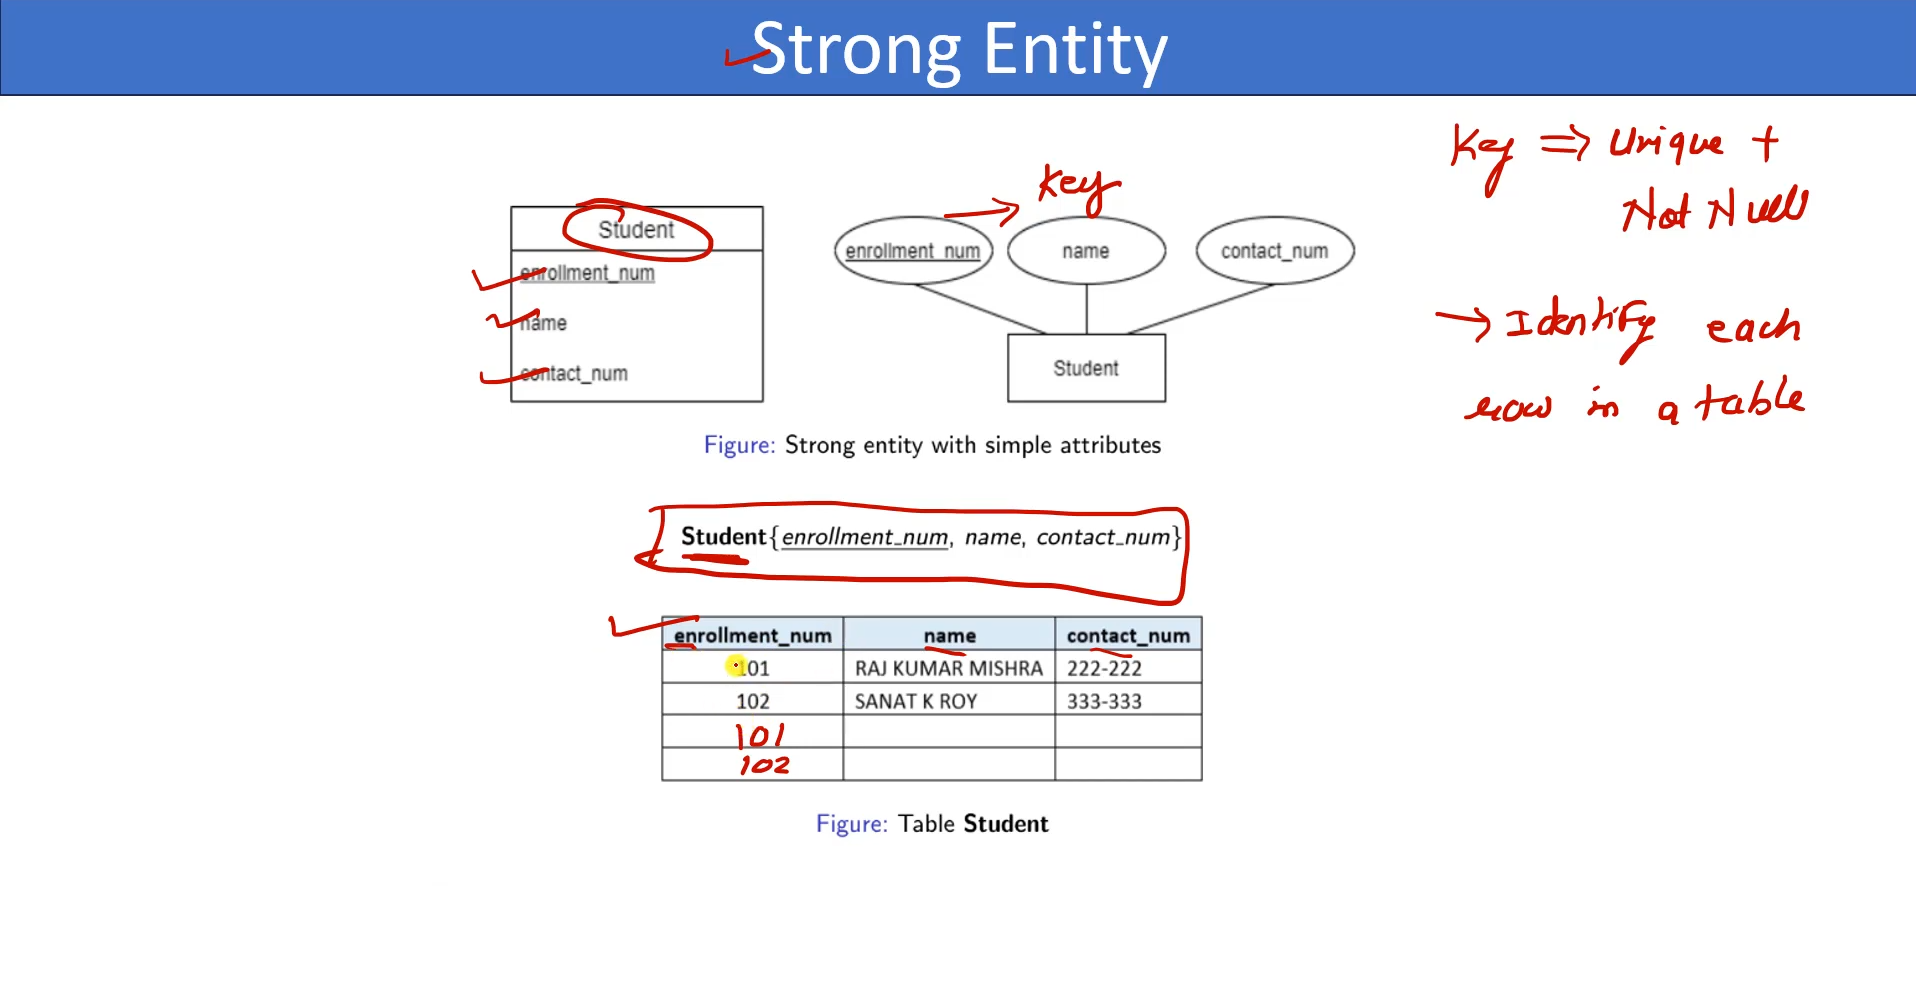 Strong Entity
Key ⇒ Unique +
Not Null
→ Identify each
row in a table
Student
enrollment_num
name
contact_num
Key
enrollment_num
name
contact_num
Student
Figure: Strong entity with simple attributes
Student{enrollment_num, name, contact_num}
enrollment_num name contact_num
101 RAJ KUMAR MISHRA 222-222
102 SANAT K ROY 333-333
101
102
Figure: Table Student